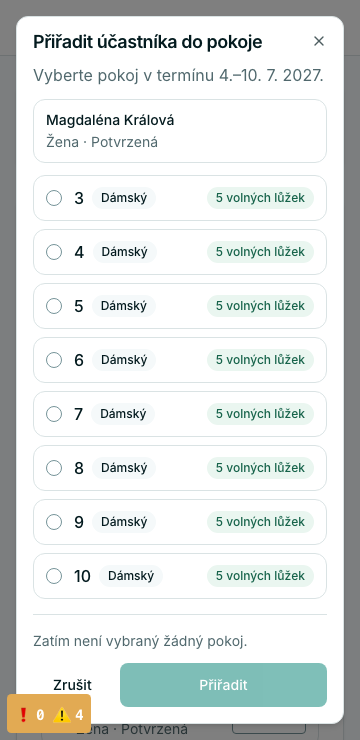 Přiřadit účastníka do pokoje
Vyberte pokoj v termínu 4.–10. 7. 2027.
Magdaléna Králová
Žena · Potvrzená
3 Dámský 5 volných lůžek
4 Dámský 5 volných lůžek
5 Dámský 5 volných lůžek
6 Dámský 5 volných lůžek
7 Dámský 5 volných lůžek
8 Dámský 5 volných lůžek
9 Dámský 5 volných lůžek
10 Dámský 5 volných lůžek
Zatím není vybraný žádný pokoj.
Zrušit Přiřadit
❗ 0 ⚠️ 4
Žena · Potvrzená